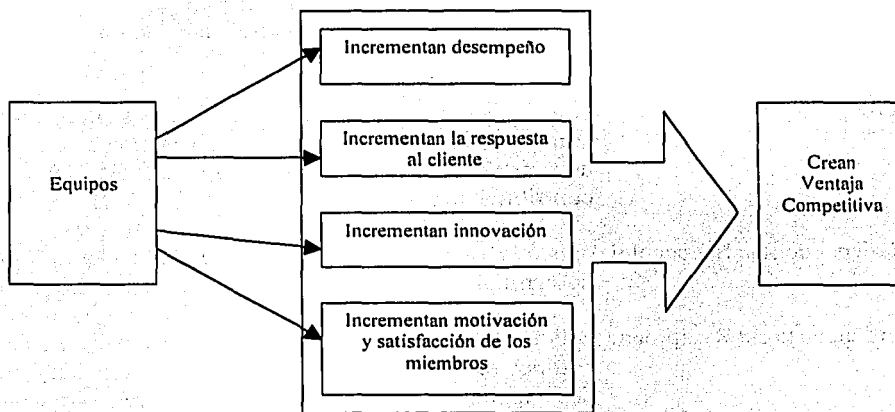 Incrementan desempeño
Incrementan la respuesta
al cliente
Equipos
Incrementan innovación
Incrementan motivación
y satisfacción de los
miembros
Crean
Ventaja
Competitiva